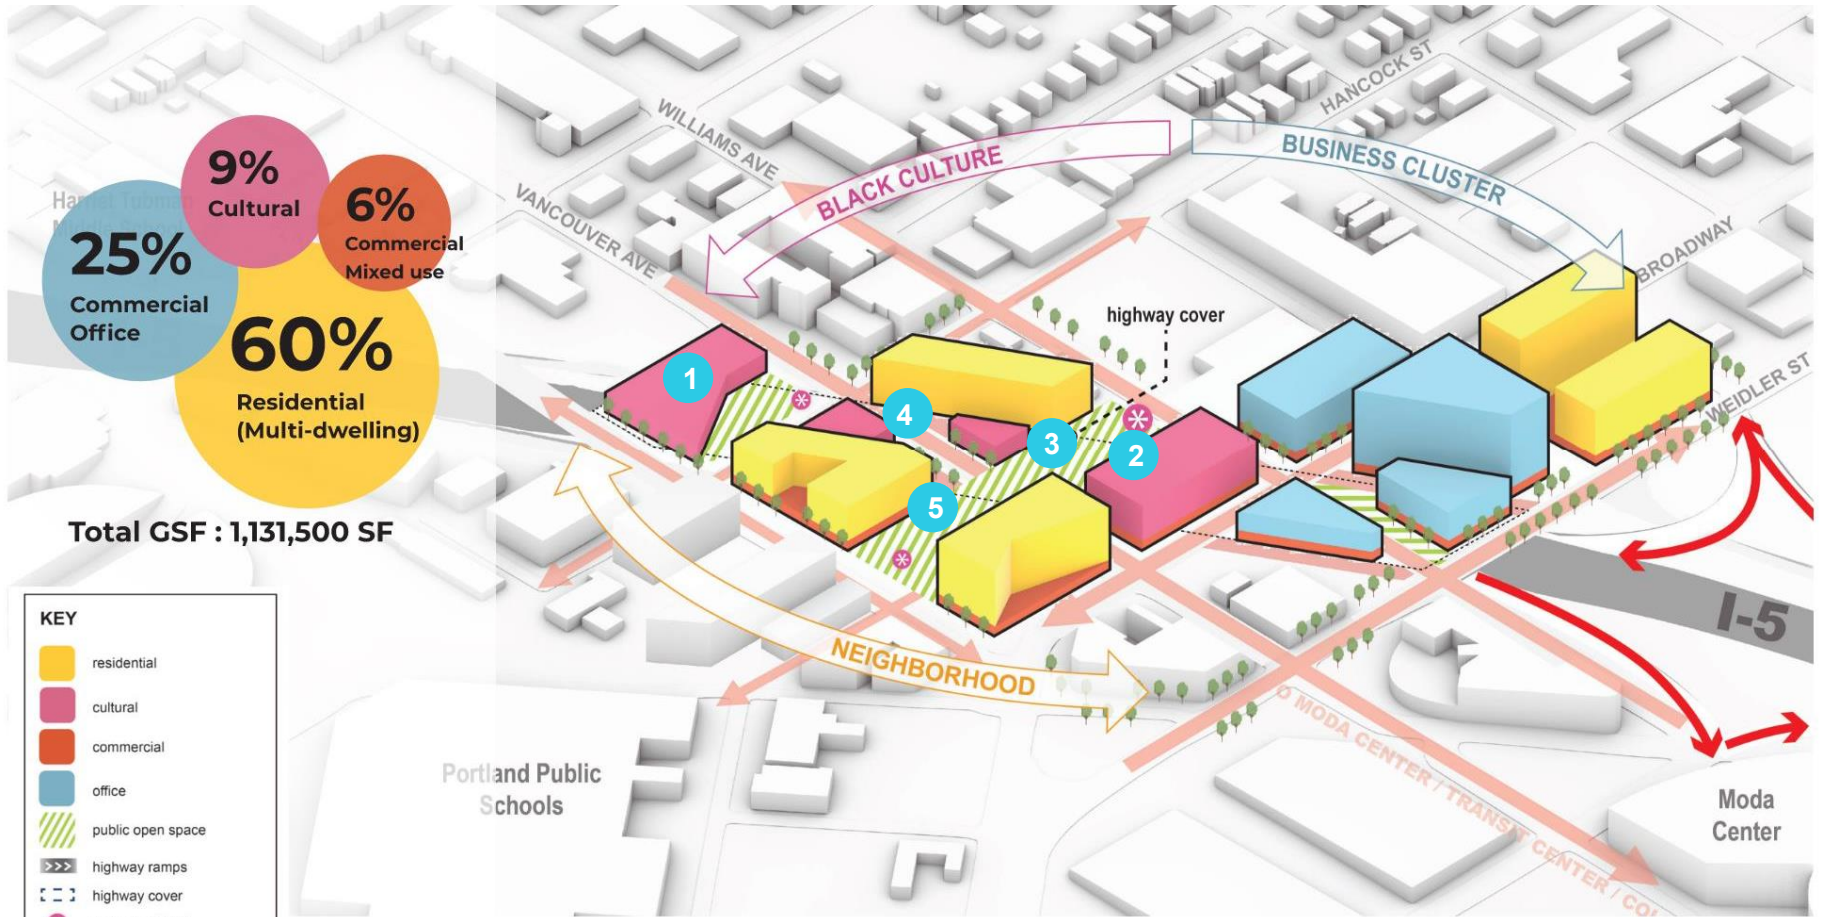 9%
Cultural
6%
Commercial
Mixed use
25%
Commercial
Office
60%
Residential
(Multi-dwelling)
Total GSF : 1,131,500 SF
KEY
residential
cultural
commercial
office
public open space
highway ramps
highway cover
WILLIAMS AVE
VANCOUVER AVE
BLACK CULTURE
BUSINESS CLUSTER
HANCOCK ST
BROADWAY
WEIDLER ST
highway cover
1
4
3
2
5
NEIGHBORHOOD
I-5
Portland Public
Schools
MODA CENTER / TRANSIT CENTER /
Moda
Center